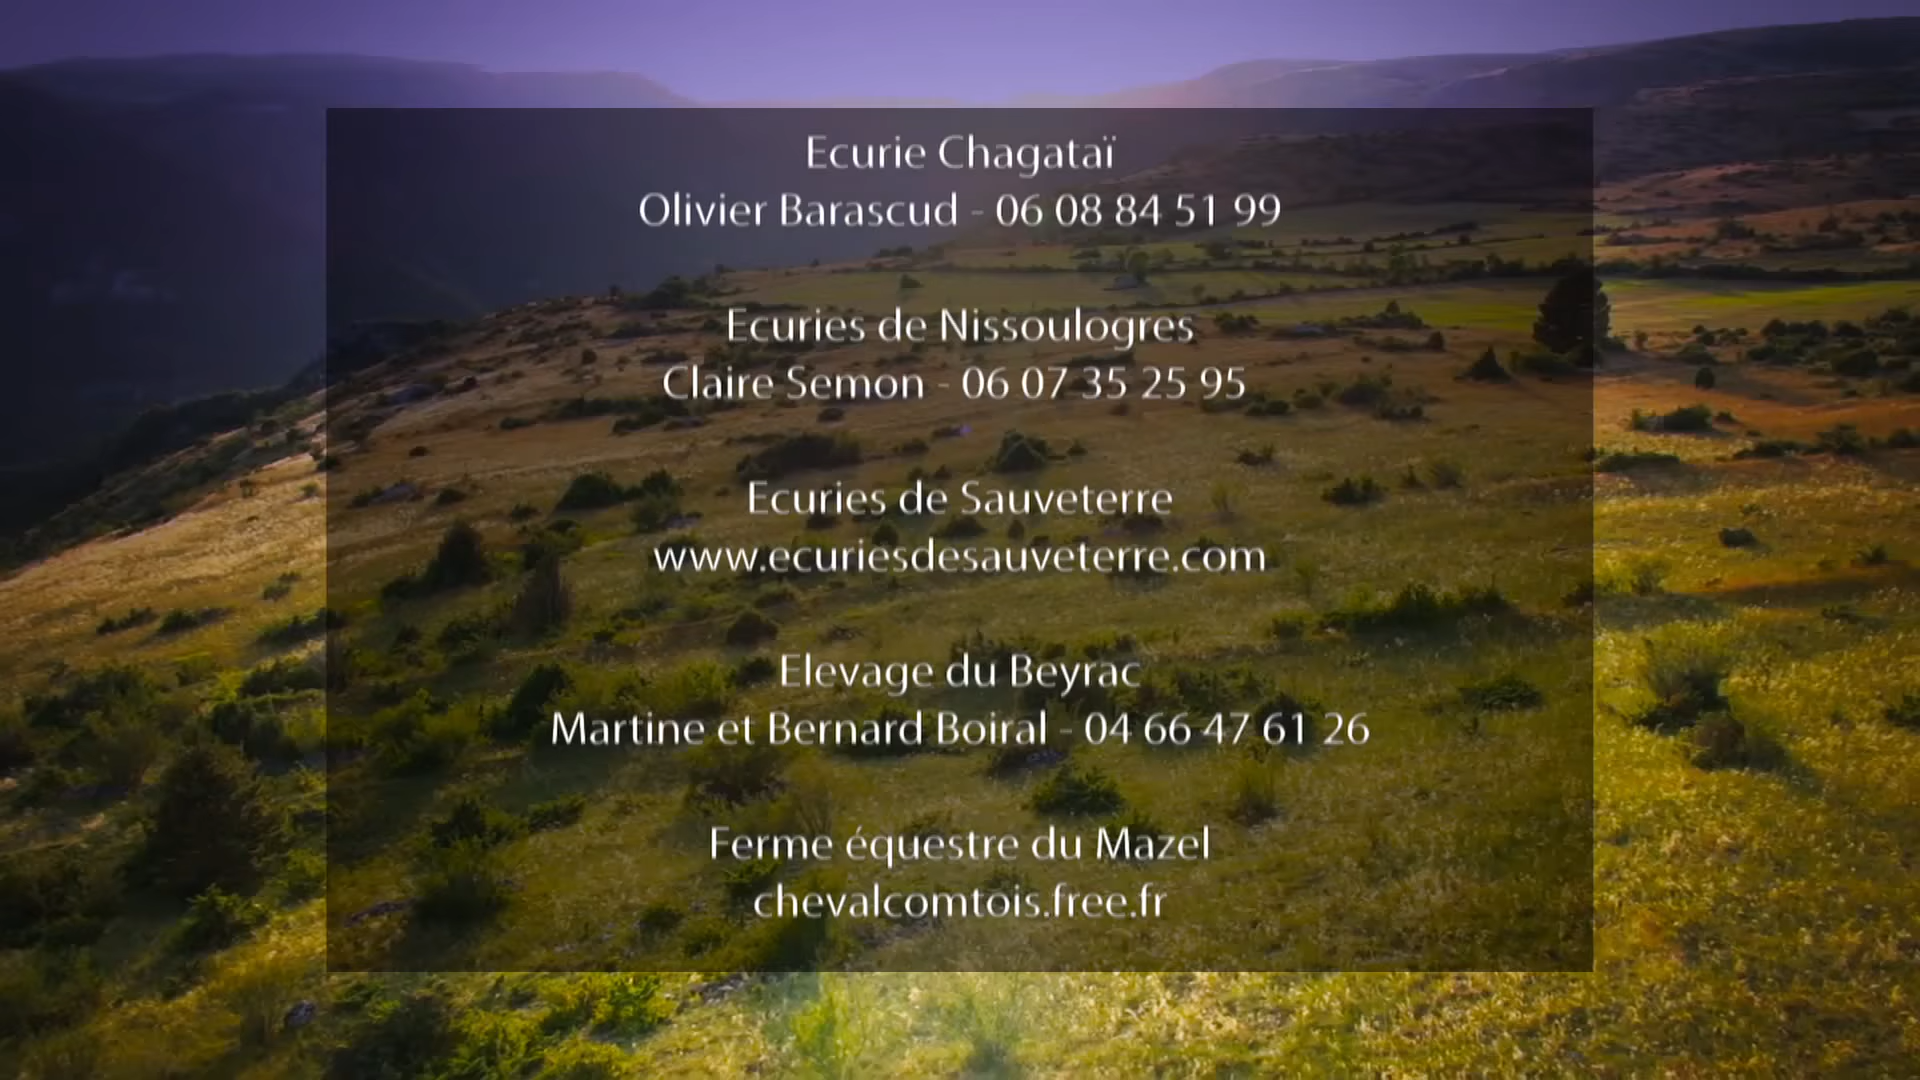 Ecurie Chagataï
Olivier Barascud - 06 08 84 51 99
Ecuries de Nissoulogres
Claire Semon - 06 07 35 25 95
Ecuries de Sauveterre
www.ecuriesdesauveterre.com
Elevage du Beyrac
Martine et Bernard Boiral - 04 66 47 61 26
Ferme équestre du Mazel
chevalcomtois.free.fr